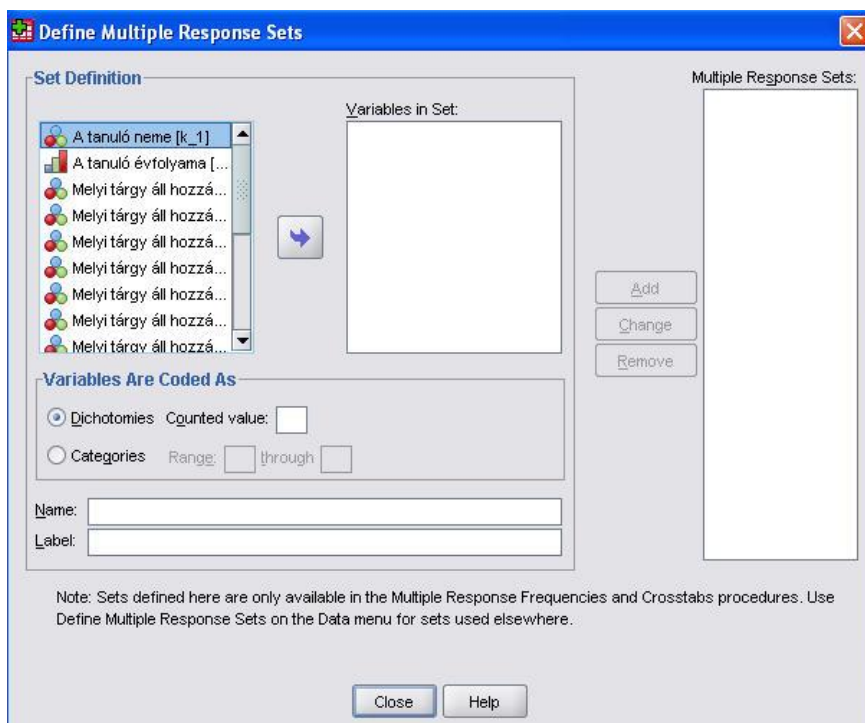 Define Multiple Response Sets
Set Definition
A tanuló neme [k_1]
A tanuló évfolyama [...
Melyi tárgy áll hozzá...
Melyi tárgy áll hozzá...
Melyi tárgy áll hozzá...
Melyi tárgy áll hozzá...
Melyi tárgy áll hozzá...
Melyi tárgy áll hozzá...
Melyi tárgy áll hozzá...
Variables in Set:
Variables Are Coded As
Dichotomies Counted value:
Categories Range: through
Name:
Label:
Multiple Response Sets:
Add
Change
Remove
Note: Sets defined here are only available in the Multiple Response Frequencies and Crosstabs procedures. Use
Define Multiple Response Sets on the Data menu for sets used elsewhere.
Close Help